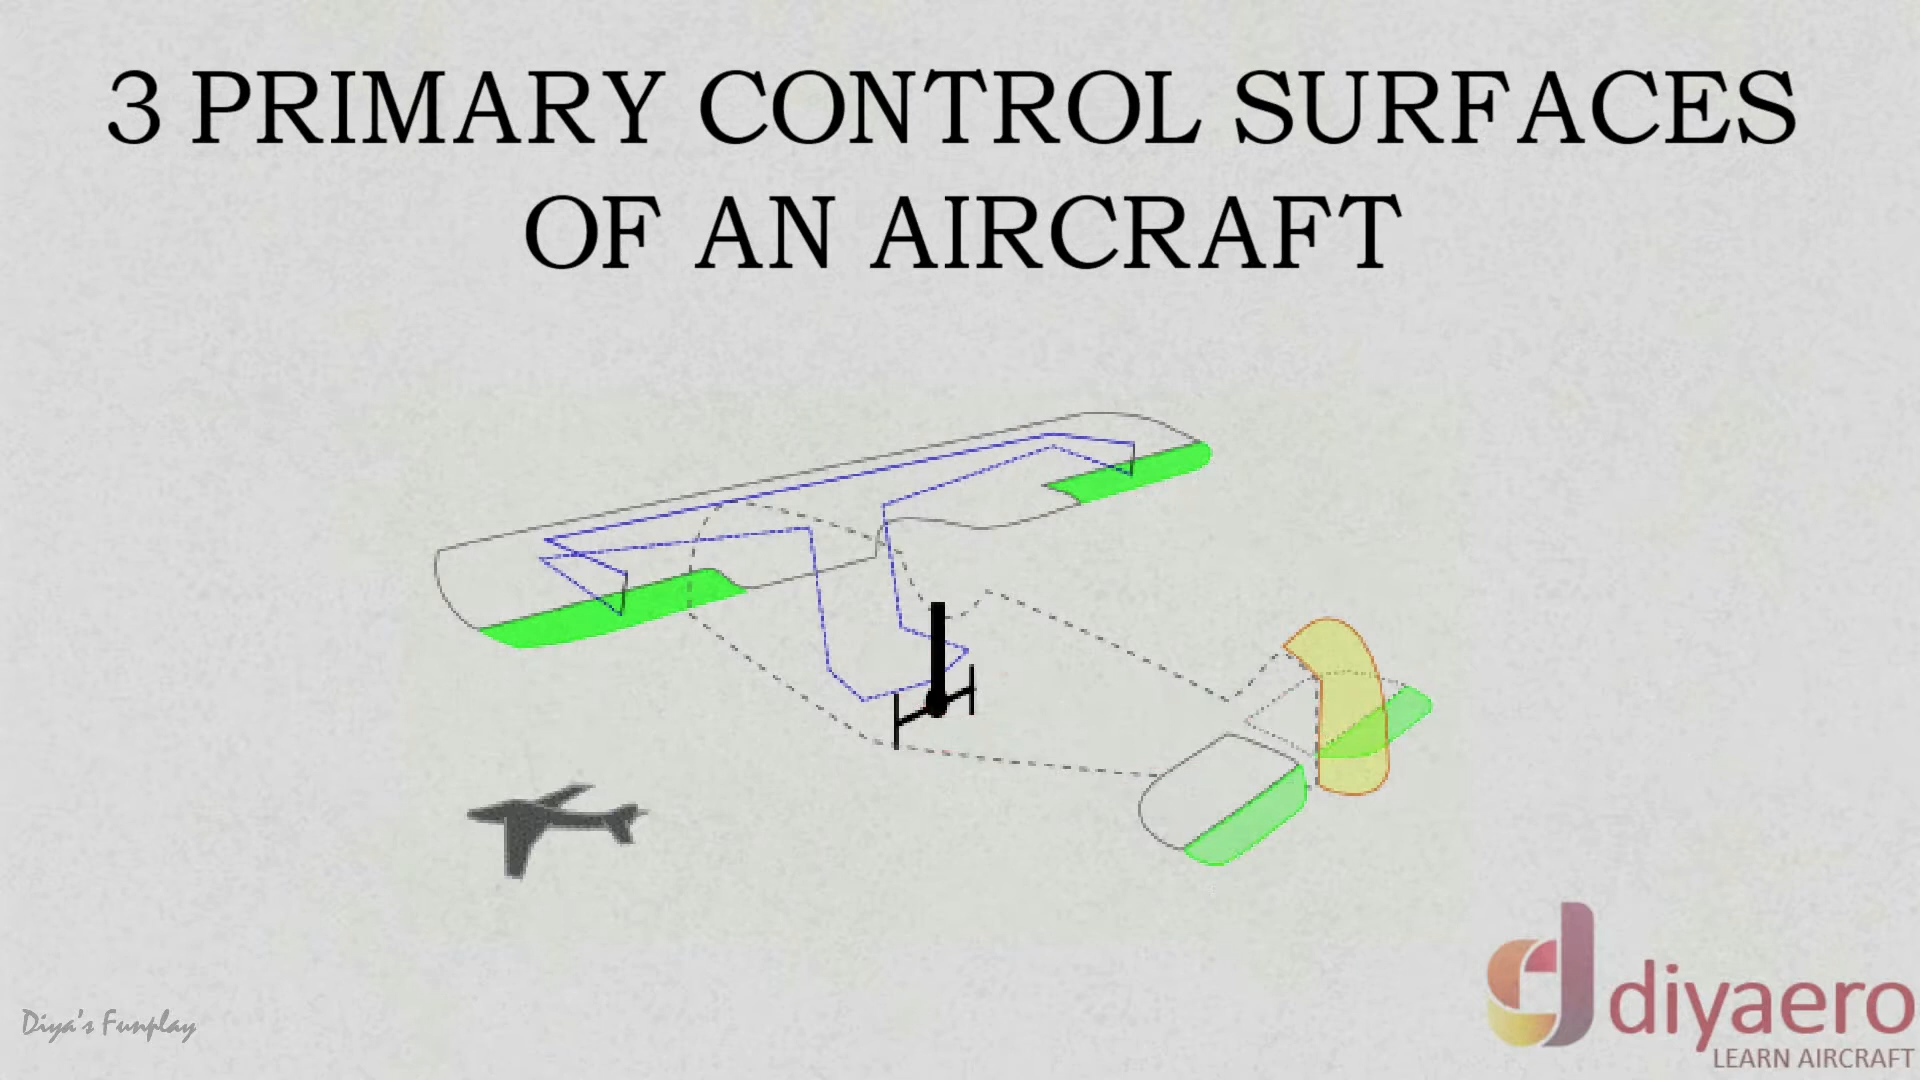 3 PRIMARY CONTROL SURFACES
OF AN AIRCRAFT
Diya's Funplay
diyaero
LEARN AIRCRAFT